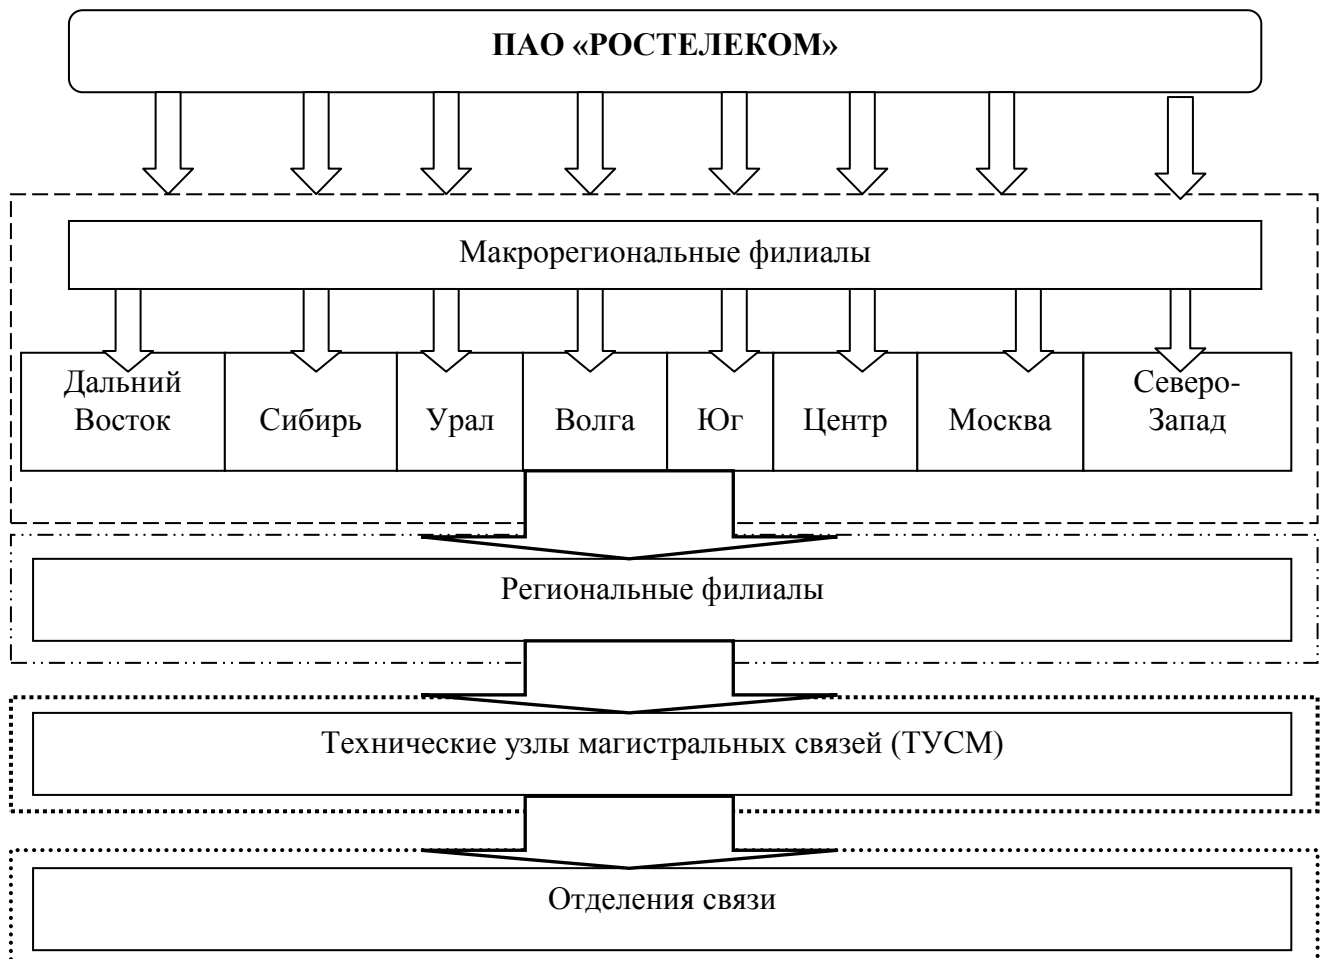 ПАО «РОСТЕЛЕКОМ»
Макрорегиональные филиалы
Дальний
Восток
Сибирь
Урал
Волга
Юг
Центр
Москва
Северо-
Запад
Региональные филиалы
Технические узлы магистральных связей (ТУСМ)
Отделения связи